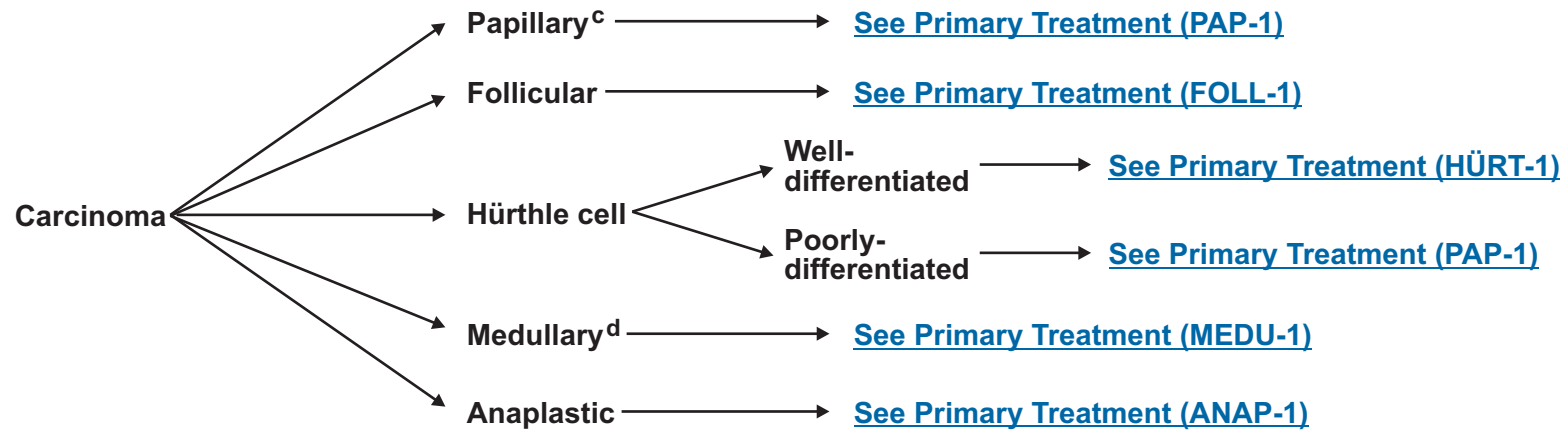 Papillaryᶜ See Primary Treatment (PAP-1)
Follicular See Primary Treatment (FOLL-1)
Well-
differentiated See Primary Treatment (HÜRT-1)
Carcinoma Hürthle cell
Poorly-
differentiated See Primary Treatment (PAP-1)
Medullaryᵈ See Primary Treatment (MEDU-1)
Anaplastic See Primary Treatment (ANAP-1)